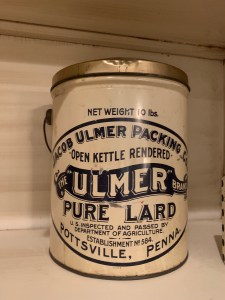 NET WEIGHT 10 lbs.
JACOB ULMER PACKING CO.
OPEN KETTLE RENDERED
THE "ULMER" BRAND
PURE LARD
U.S. INSPECTED AND PASSED BY
DEPARTMENT OF AGRICULTURE.
ESTABLISHMENT NO 584.
POTTSVILLE, PENNA.